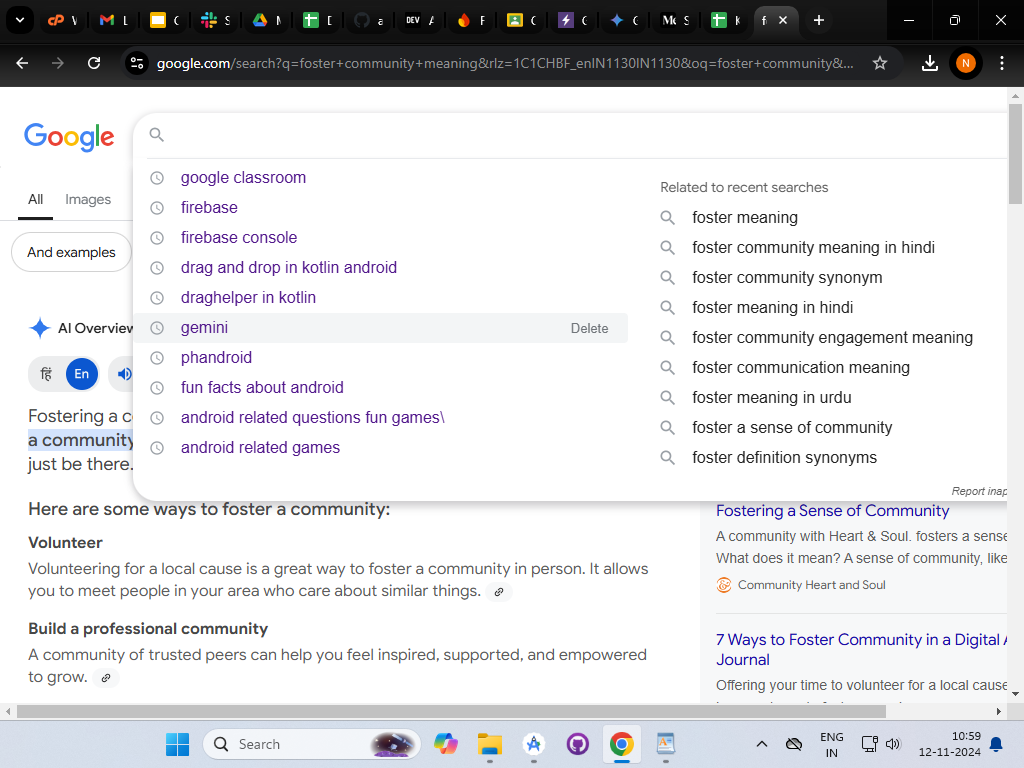 W
L
C
S
M
D
a
DEV A
F
C
C
G
M S
K
f
google.com/search?q=foster+community+meaning&rlz=1C1CHBF_enIN1130IN1130&oq=foster+community&...
N
Google
All Images
And examples
google classroom
firebase
firebase console
drag and drop in kotlin android
draghelper in kotlin
gemini Delete
phandroid
fun facts about android
android related questions fun games\
android related games
Related to recent searches
foster meaning
foster community meaning in hindi
foster community synonym
foster meaning in hindi
foster community engagement meaning
foster communication meaning
foster meaning in urdu
foster a sense of community
foster definition synonyms
Report inap
AI Overview
हिं En
Fostering a c
a community
just be there.
Here are some ways to foster a community:
Volunteer
Volunteering for a local cause is a great way to foster a community in person. It allows
you to meet people in your area who care about similar things.
Build a professional community
A community of trusted peers can help you feel inspired, supported, and empowered
to grow.
Fostering a Sense of Community
A community with Heart & Soul. fosters a sense
What does it mean? A sense of community, like
Community Heart and Soul
7 Ways to Foster Community in a Digital A
Journal
Offering your time to volunteer for a local cause
Search
ENG
IN
10:59
12-11-2024